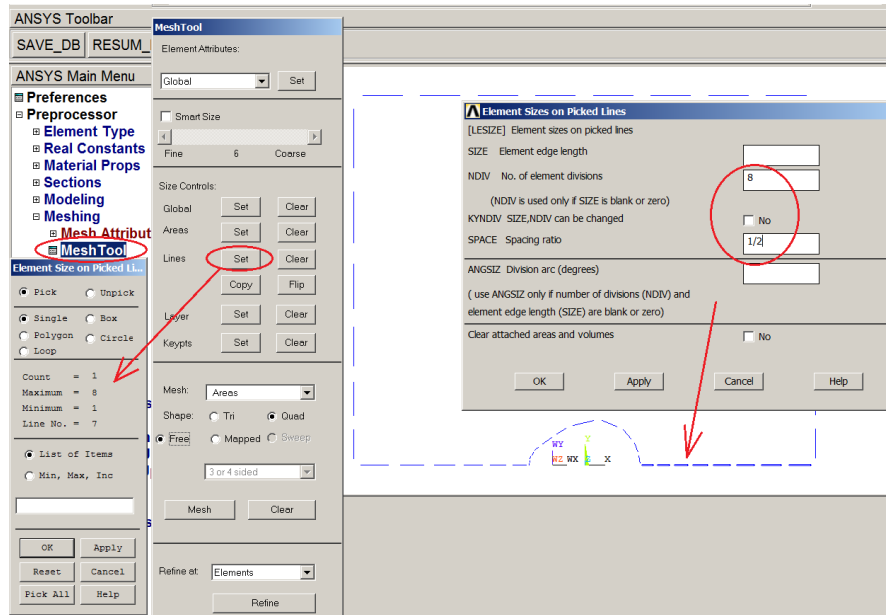 ANSYS Toolbar
SAVE_DB RESUM_
ANSYS Main Menu
Preferences
Preprocessor
Element Type
Real Constants
Material Props
Sections
Modeling
Meshing
Mesh Attribut
MeshTool
Element Size on Picked Li...
Pick Unpick
Single Box
Polygon Circle
Loop
Count = 1
Maximum = 8
Minimum = 1
Line No. = 7
List of Items
Min, Max, Inc
OK Apply
Reset Cancel
Pick All Help
MeshTool
Element Attributes:
Global Set
Smart Size
Fine 6 Coarse
Size Controls:
Global Set Clear
Areas Set Clear
Lines Set Clear
Copy Flip
Layer Set Clear
Keypts Set Clear
Mesh: Areas
Shape: Tri Quad
Free Mapped Sweep
3 or 4 sided
Mesh Clear
Refine at: Elements
Refine
Element Sizes on Picked Lines
[LESIZE] Element sizes on picked lines
SIZE Element edge length
NDIV No. of element divisions 8
(NDIV is used only if SIZE is blank or zero)
KYNDIV SIZE,NDIV can be changed No
SPACE Spacing ratio 1/2
ANGSIZ Division arc (degrees)
( use ANGSIZ only if number of divisions (NDIV) and
element edge length (SIZE) are blank or zero)
Clear attached areas and volumes No
OK Apply Cancel Help
WY Y
WZ WX X